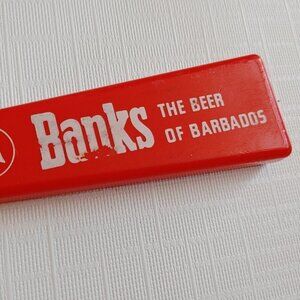 Banks
THE BEER
OF BARBADOS